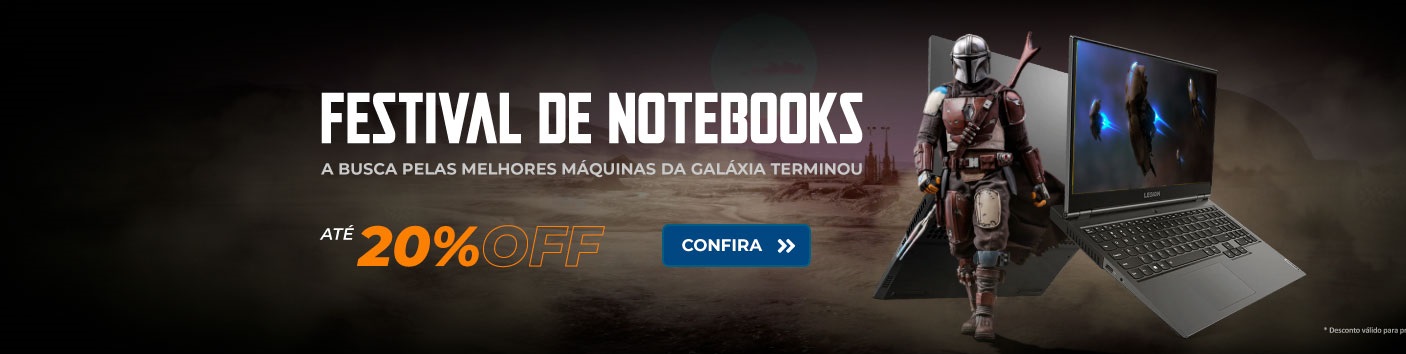 FESTIVAL DE NOTEBOOKS
A BUSCA PELAS MELHORES MÁQUINAS DA GALÁXIA TERMINOU
ATÉ 20% OFF
CONFIRA
LEGION
* Desconto válido para